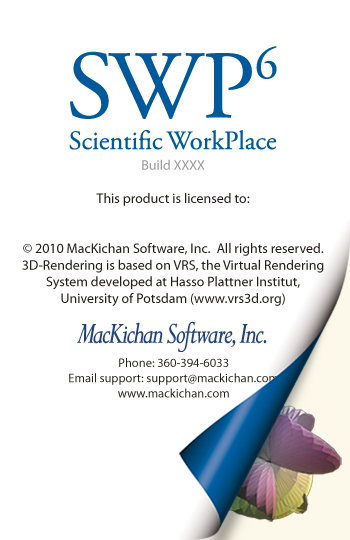 SWP6
Scientific WorkPlace
Build XXXX
This product is licensed to:
© 2010 MacKichan Software, Inc. All rights reserved.
3D-Rendering is based on VRS, the Virtual Rendering
System developed at Hasso Plattner Institut,
University of Potsdam (www.vrs3d.org)
MacKichan Software, Inc.
Phone: 360-394-6033
Email support: support@mackichan.com
www.mackichan.com